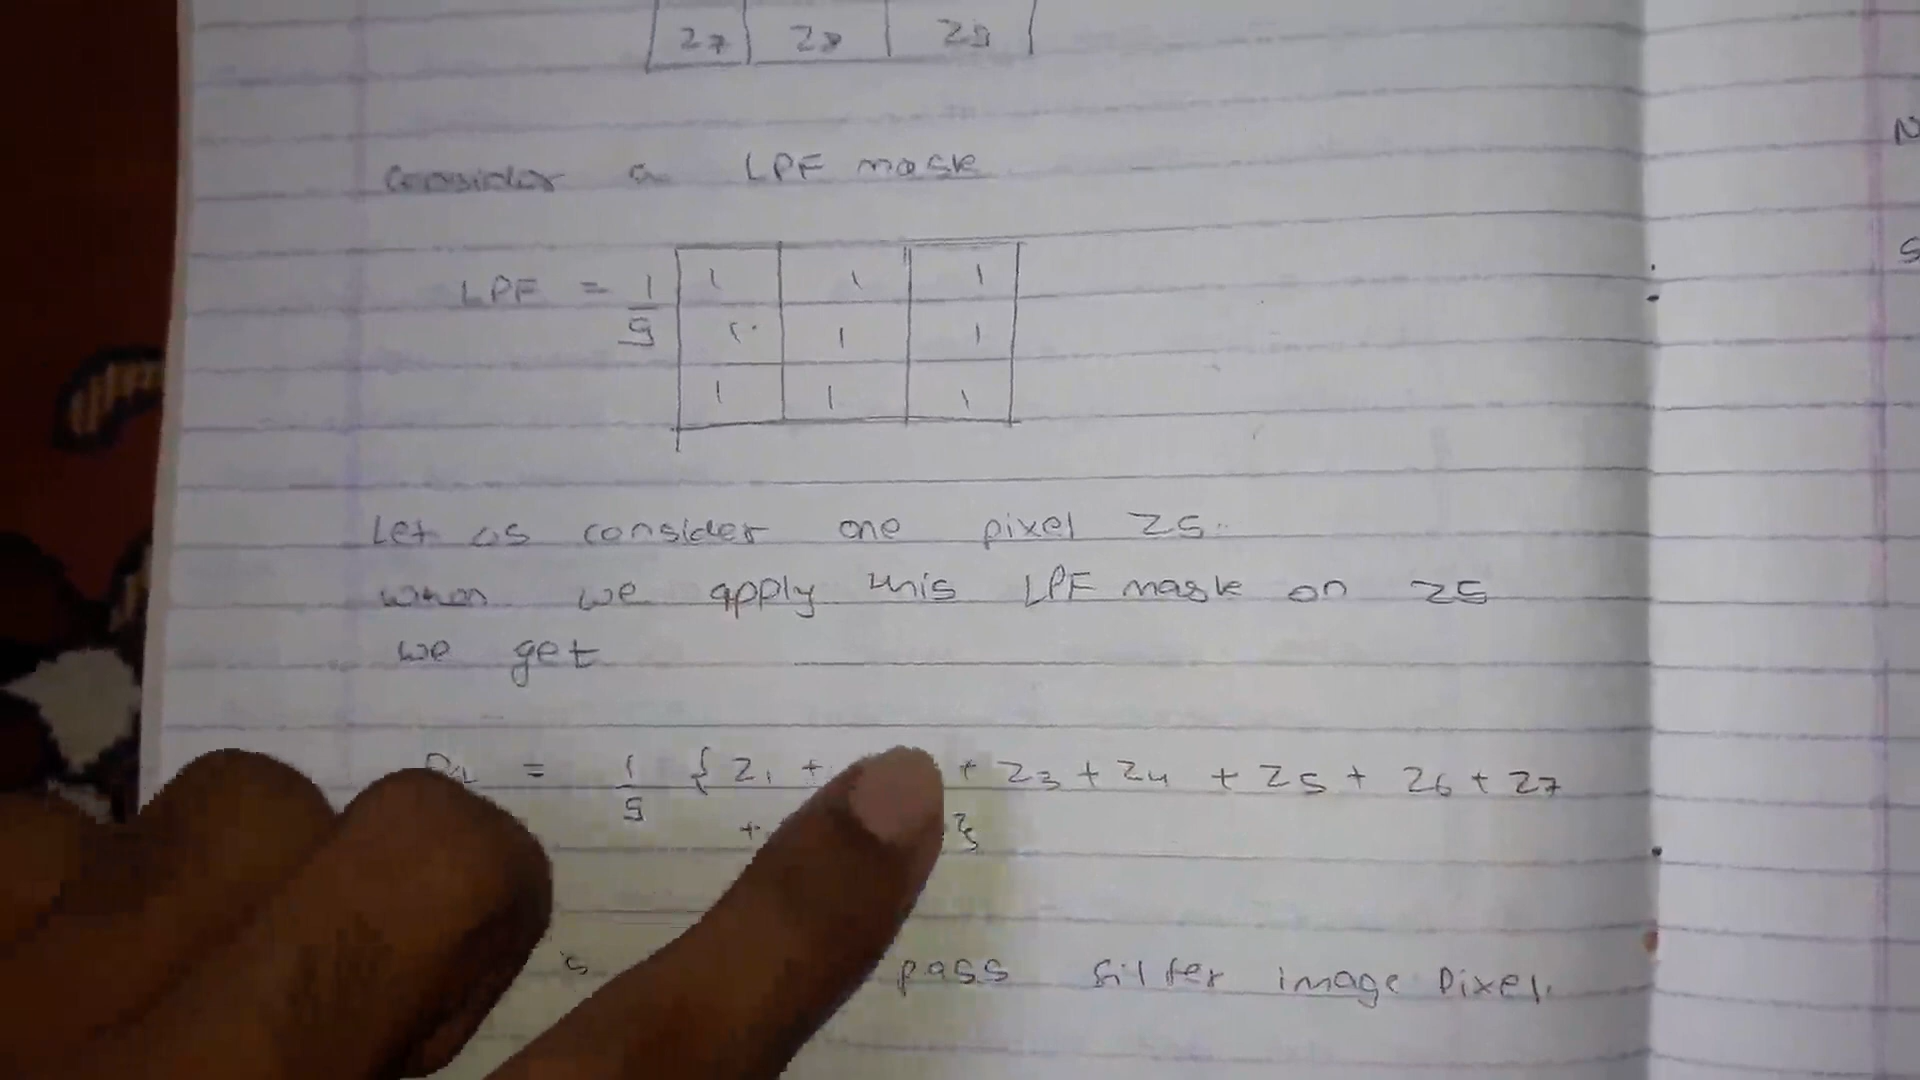 Z7 Z8 Z9
Consider a LPF mask
LPF = 1/9
1 1 1
1 1 1
1 1 1
Let us consider one pixel Z5.
when we apply this LPF mask on Z5
we get
= 1/9 { Z1 + + Z3 + Z4 + Z5 + Z6 + Z7
+ }
pass filter image pixel.
N
S